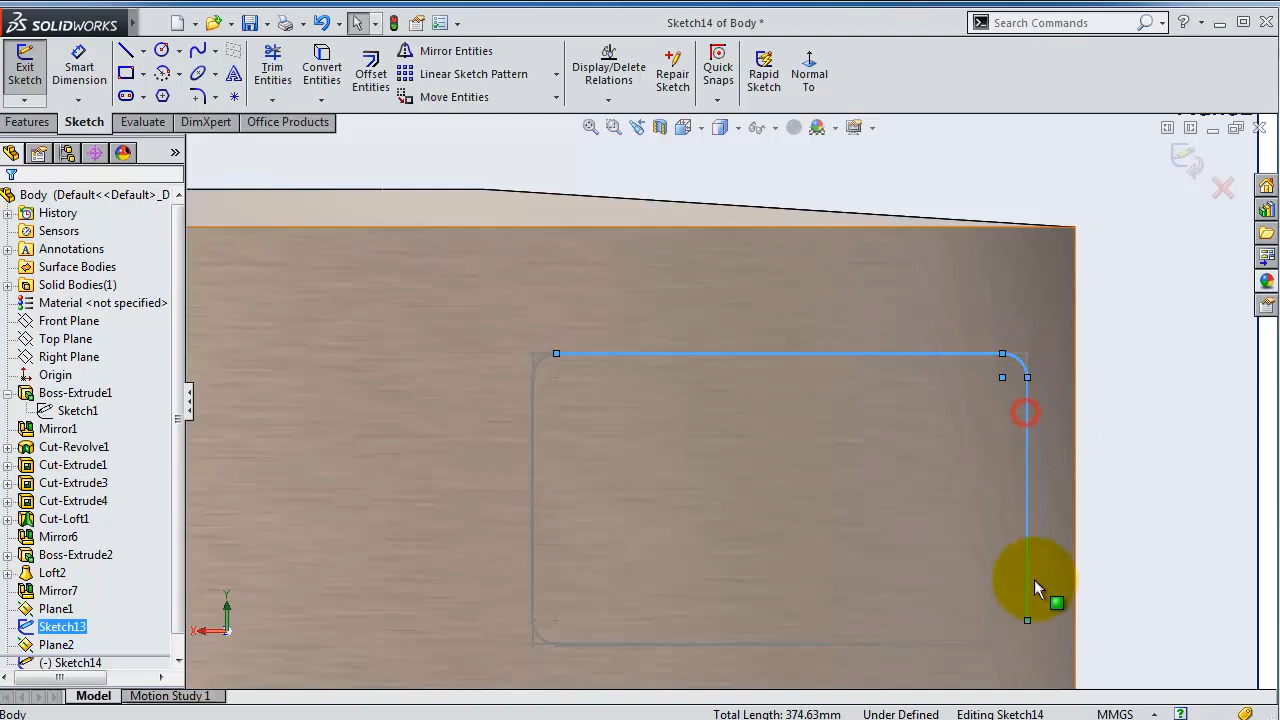 SOLIDWORKS
Sketch14 of Body *
Search Commands
Exit Sketch
Smart Dimension
Trim Entities
Convert Entities
Offset Entities
Mirror Entities
Linear Sketch Pattern
Move Entities
Display/Delete Relations
Repair Sketch
Quick Snaps
Rapid Sketch
Normal To
Features
Sketch
Evaluate
DimXpert
Office Products
Body (Default<<Default>_D
History
Sensors
Annotations
Surface Bodies
Solid Bodies(1)
Material <not specified>
Front Plane
Top Plane
Right Plane
Origin
Boss-Extrude1
Sketch1
Mirror1
Cut-Revolve1
Cut-Extrude1
Cut-Extrude3
Cut-Extrude4
Cut-Loft1
Mirror6
Boss-Extrude2
Loft2
Mirror7
Plane1
Sketch13
Plane2
(-) Sketch14
Y
X
Model
Motion Study 1
Body
Total Length: 374.63mm
Under Defined
Editing Sketch14
MMGS